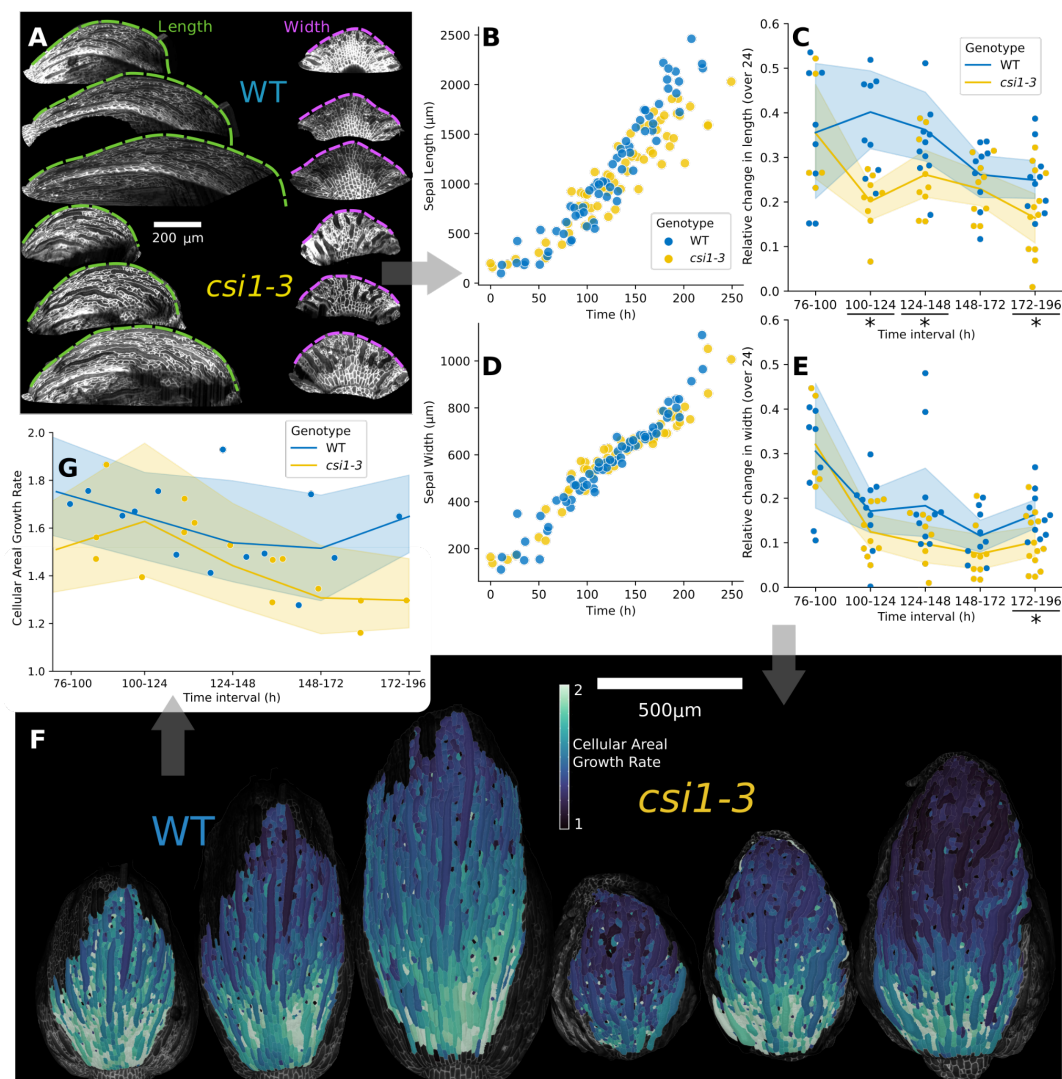 A
Length
Width
WT
200 μm
csi1-3
B
2500
2000
1500
1000
500
0
Sepal Length (μm)
0
50
100
150
200
250
Time (h)
Genotype
WT
csi1-3
C
0.6
0.5
0.4
0.3
0.2
0.1
0.0
Relative change in length (over 24)
Genotype
WT
csi1-3
76-100
100-124
124-148
148-172
172-196
*
*
*
Time interval (h)
D
1000
800
600
400
200
Sepal Width (μm)
0
50
100
150
200
250
Time (h)
E
0.6
0.5
0.4
0.3
0.2
0.1
0.0
Relative change in width (over 24)
76-100
100-124
124-148
148-172
172-196
*
Time interval (h)
G
2.0
1.8
1.6
1.4
1.2
1.0
Cellular Areal Growth Rate
Genotype
WT
csi1-3
76-100
100-124
124-148
148-172
172-196
Time interval (h)
F
WT
2
Cellular Areal
Growth Rate
1
500μm
csi1-3